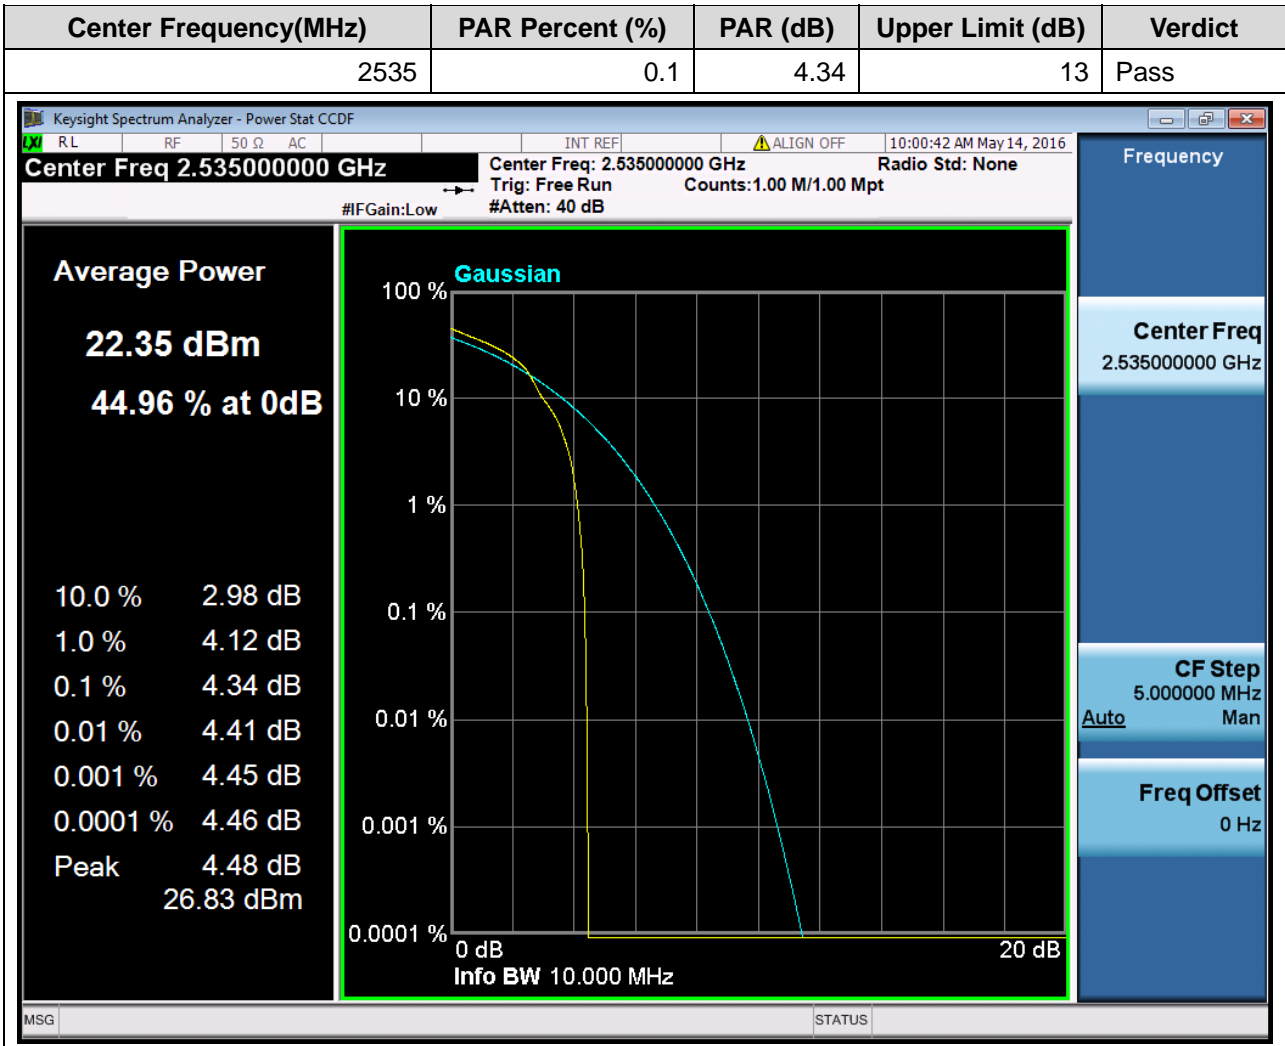 Center Frequency(MHz) PAR Percent (%) PAR (dB) Upper Limit (dB) Verdict
2535 0.1 4.34 13 Pass
Keysight Spectrum Analyzer - Power Stat CCDF
LXI RL RF 50 Ω AC INT REF ALIGN OFF 10:00:42 AM May 14, 2016
Center Freq 2.535000000 GHz
#IFGain:Low
Center Freq: 2.535000000 GHz Radio Std: None
Trig: Free Run Counts:1.00 M/1.00 Mpt
#Atten: 40 dB
Average Power
22.35 dBm
44.96 % at 0dB
10.0 % 2.98 dB
1.0 % 4.12 dB
0.1 % 4.34 dB
0.01 % 4.41 dB
0.001 % 4.45 dB
0.0001 % 4.46 dB
Peak 4.48 dB
26.83 dBm
Gaussian
100 %
10 %
1 %
0.1 %
0.01 %
0.001 %
0.0001 %
0 dB 20 dB
Info BW 10.000 MHz
Frequency
Center Freq
2.535000000 GHz
CF Step
5.000000 MHz
Auto Man
Freq Offset
0 Hz
MSG STATUS